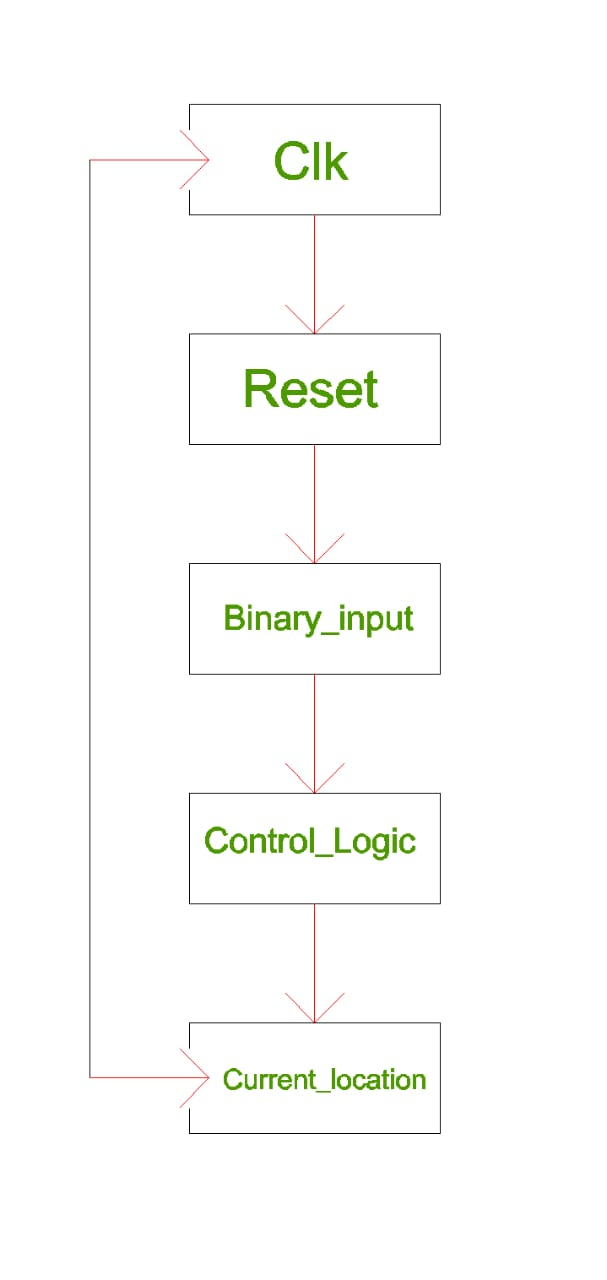 Clk
Reset
Binary_input
Control_Logic
Current_location